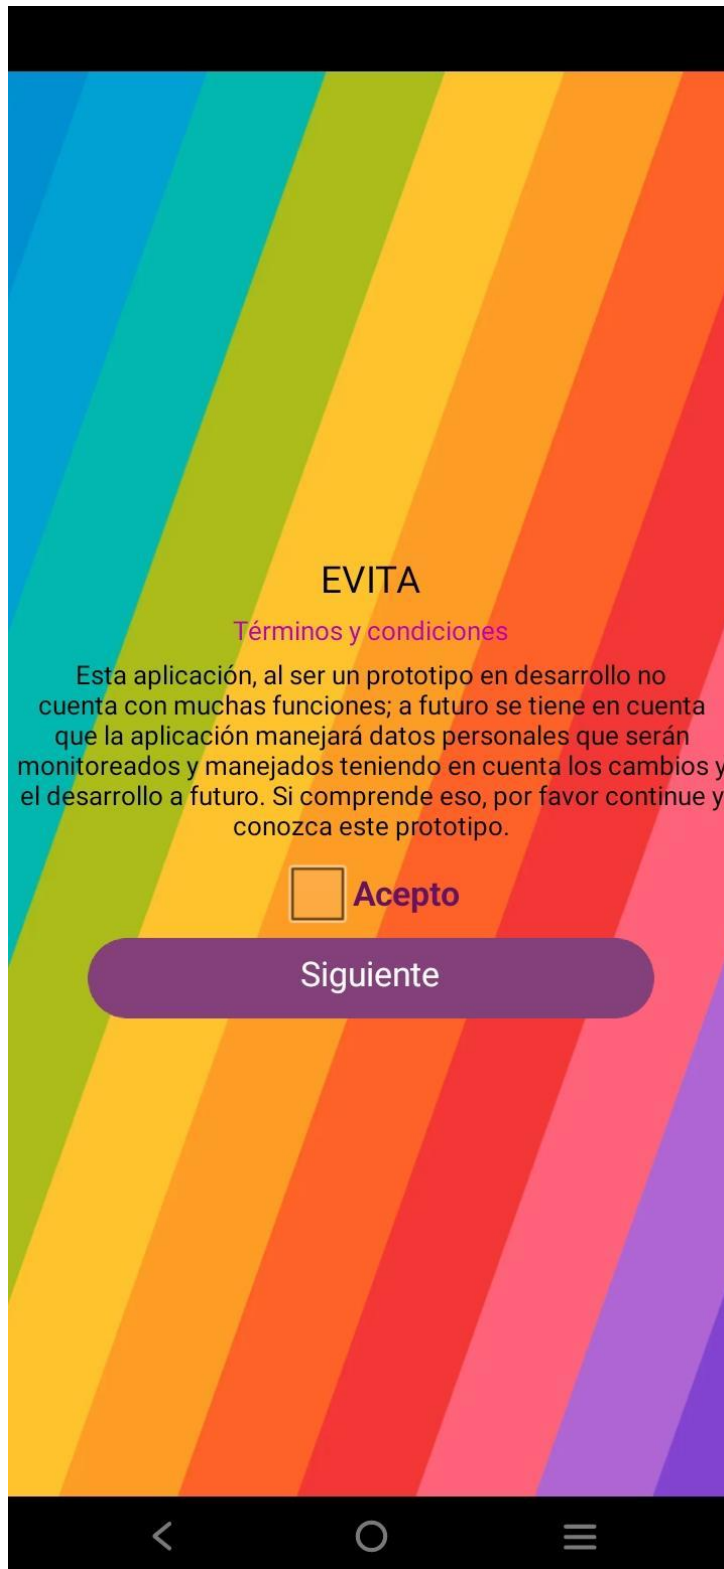 EVITA
Términos y condiciones
Esta aplicación, al ser un prototipo en desarrollo no
cuenta con muchas funciones; a futuro se tiene en cuenta
que la aplicación manejará datos personales que serán
monitoreados y manejados teniendo en cuenta los cambios y
el desarrollo a futuro. Si comprende eso, por favor continue y
conozca este prototipo.
Acepto
Siguiente